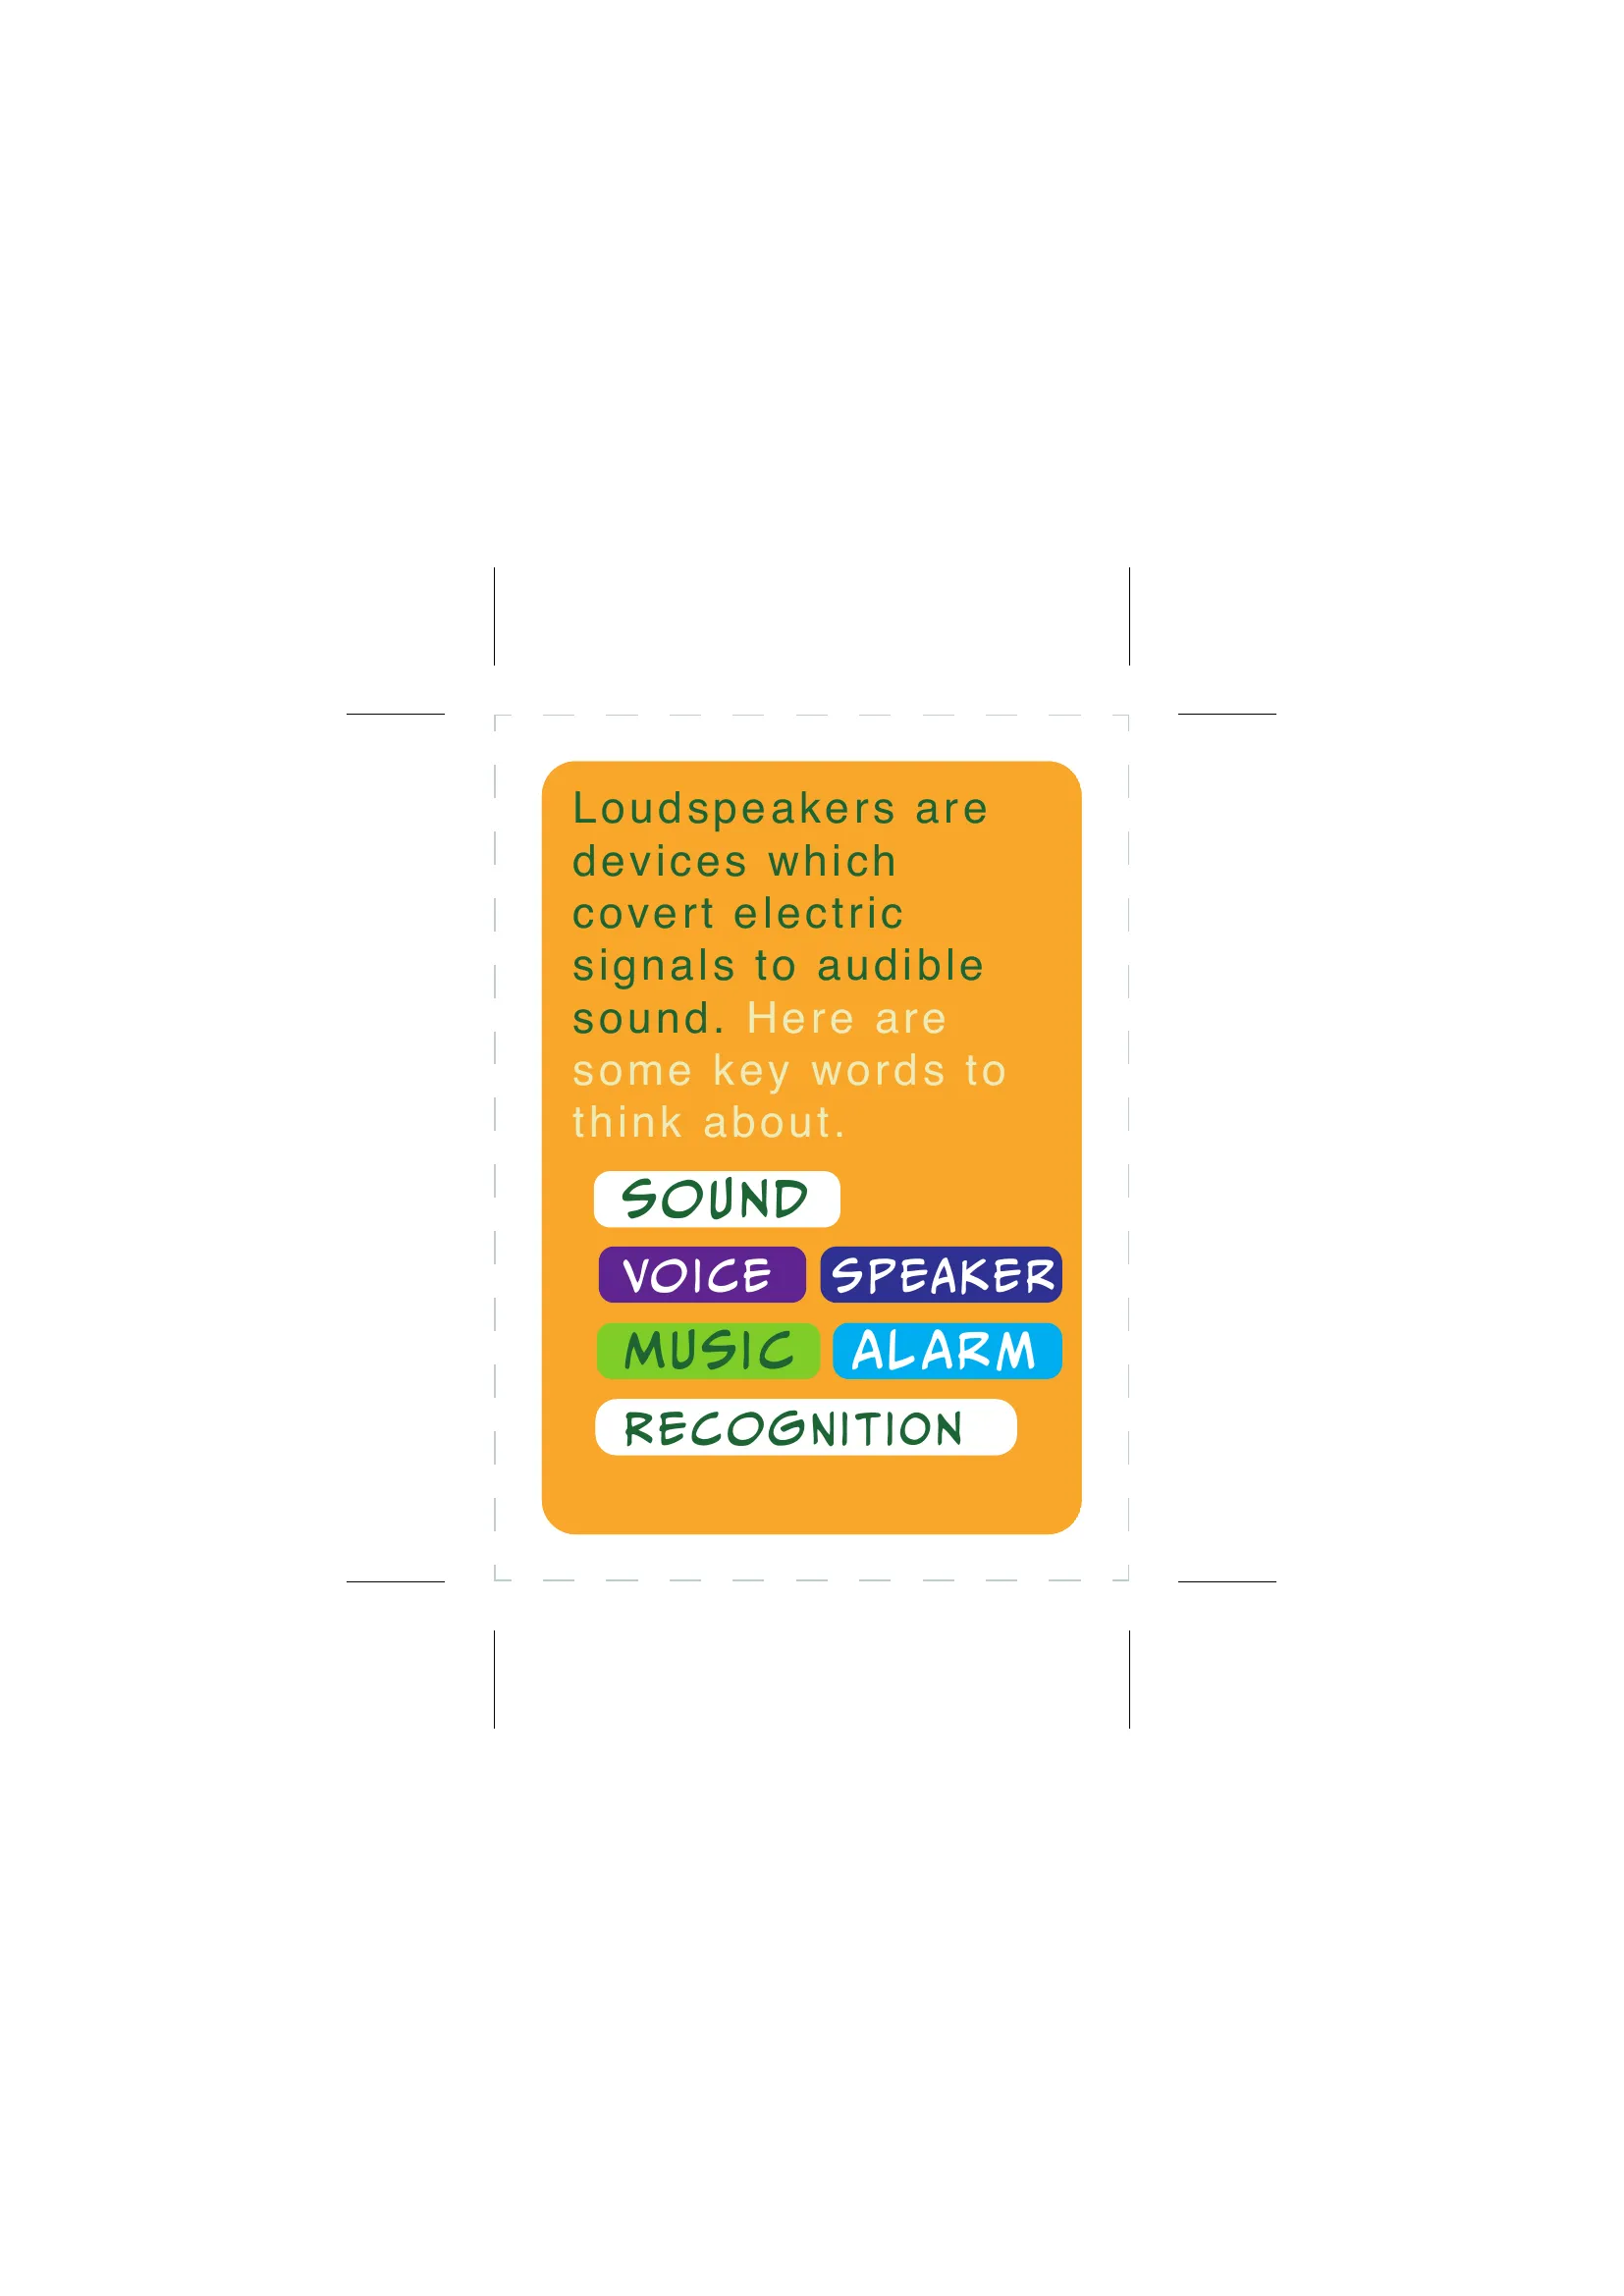 Loudspeakers are
devices which
covert electric
signals to audible
sound. Here are
some key words to
think about.
SOUND
VOICE SPEAKER
MUSIC ALARM
RECOGNITION